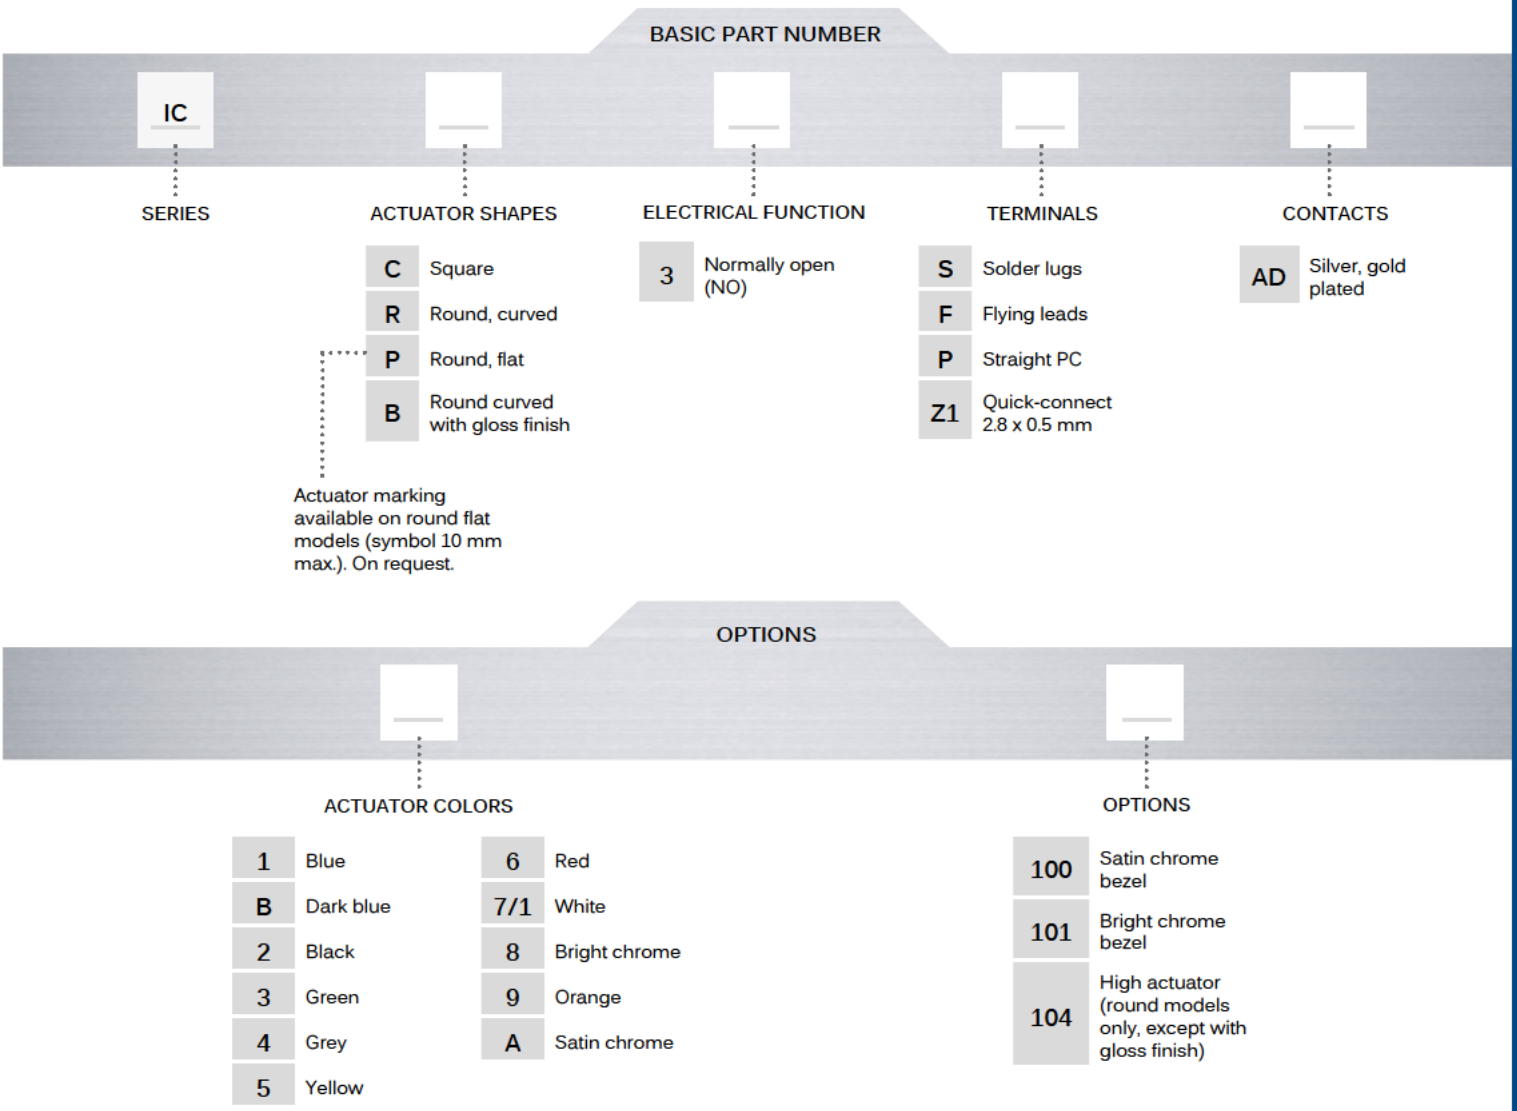 BASIC PART NUMBER
IC
SERIES
ACTUATOR SHAPES
C Square
R Round, curved
P Round, flat
B Round curved
with gloss finish
Actuator marking
available on round flat
models (symbol 10 mm
max.). On request.
ELECTRICAL FUNCTION
3 Normally open
(NO)
TERMINALS
S Solder lugs
F Flying leads
P Straight PC
Z1 Quick-connect
2.8 x 0.5 mm
CONTACTS
AD Silver, gold
plated
OPTIONS
ACTUATOR COLORS
1 Blue
B Dark blue
2 Black
3 Green
4 Grey
5 Yellow
6 Red
7/1 White
8 Bright chrome
9 Orange
A Satin chrome
OPTIONS
100 Satin chrome
bezel
101 Bright chrome
bezel
104 High actuator
(round models
only, except with
gloss finish)